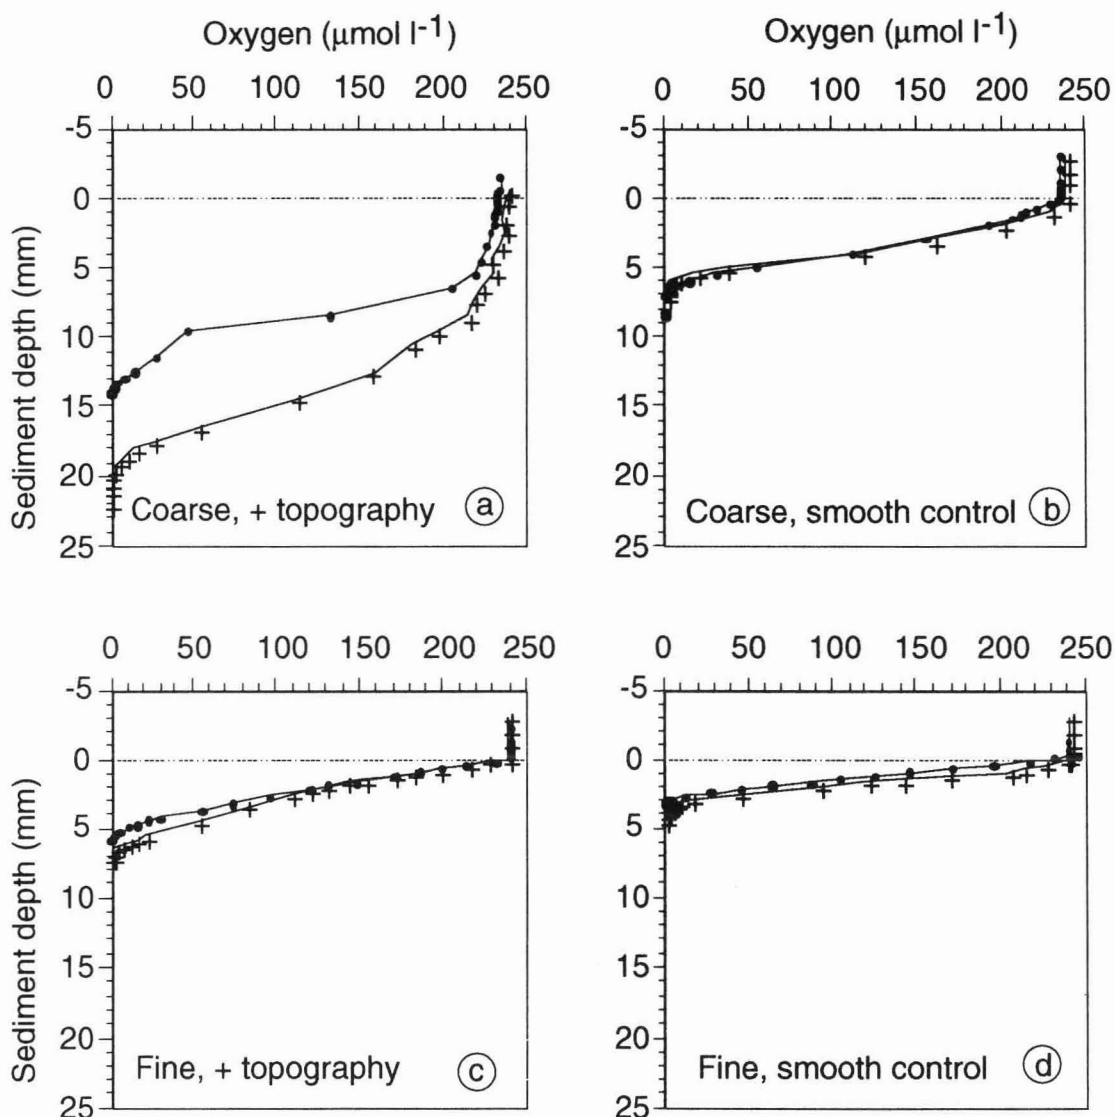 Oxygen (μmol l-1) Oxygen (μmol l-1)
0 50 100 150 200 250 0 50 100 150 200 250
-5 -5
0 0
5 5
10 10
15 15
20 20
25 25
Sediment depth (mm)
Coarse, + topography a Coarse, smooth control b
0 50 100 150 200 250 0 50 100 150 200 250
-5 -5
0 0
5 5
10 10
15 15
20 20
25 25
Sediment depth (mm)
Fine, + topography c Fine, smooth control d